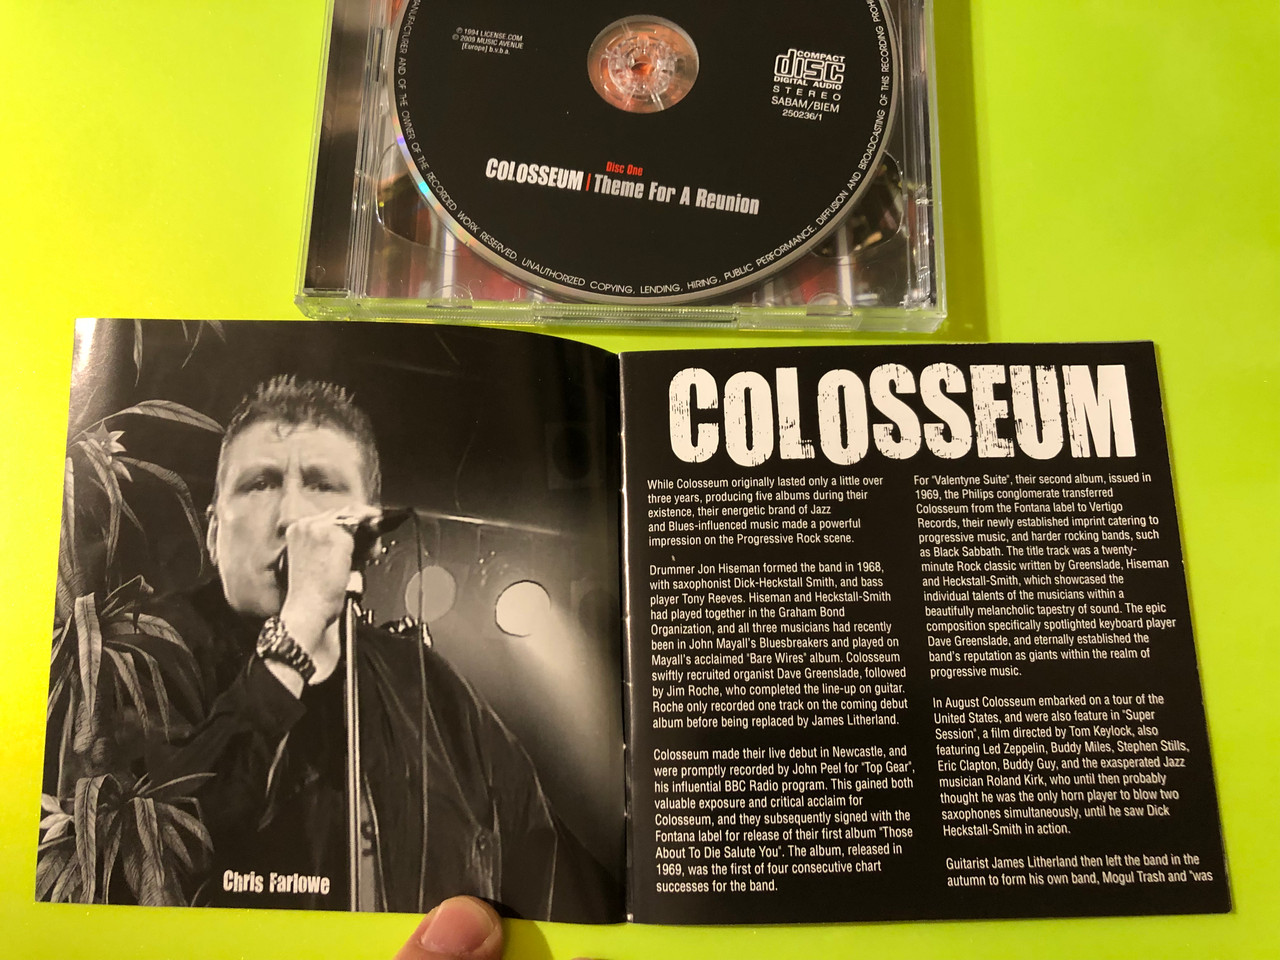 ℗ 1994 LICENSE.COM
© 2009 MUSIC AVENUE
[Europe] b.v.b.a.
COMPACT
disc
DIGITAL AUDIO
STEREO
SABAM/BIEM
250236/1
Disc One
COLOSSEUM | Theme For A Reunion
MANUFACTURER AND OF THE OWNER OF THE RECORDED WORK RESERVED. UNAUTHORIZED COPYING, LENDING, HIRING, PUBLIC PERFORMANCE, DIFFUSION AND BROADCASTING OF THIS RECORDING
Chris Farlowe
COLOSSEUM
While Colosseum originally lasted only a little over
three years, producing five albums during their
existence, their energetic brand of Jazz
and Blues-influenced music made a powerful
impression on the Progressive Rock scene.
Drummer Jon Hiseman formed the band in 1968,
with saxophonist Dick-Heckstall Smith, and bass
player Tony Reeves. Hiseman and Heckstall-Smith
had played together in the Graham Bond
Organization, and all three musicians had recently
been in John Mayall's Bluesbreakers and played on
Mayall's acclaimed "Bare Wires" album. Colosseum
swiftly recruited organist Dave Greenslade, followed
by Jim Roche, who completed the line-up on guitar.
Roche only recorded one track on the coming debut
album before being replaced by James Litherland.
Colosseum made their live debut in Newcastle, and
were promptly recorded by John Peel for "Top Gear",
his influential BBC Radio program. This gained both
valuable exposure and critical acclaim for
Colosseum, and they subsequently signed with the
Fontana label for release of their first album "Those
About To Die Salute You". The album, released in
1969, was the first of four consecutive chart
successes for the band.
For "Valentyne Suite", their second album, issued in
1969, the Philips conglomerate transferred
Colosseum from the Fontana label to Vertigo
Records, their newly established imprint catering to
progressive music, and harder rocking bands, such
as Black Sabbath. The title track was a twenty-
minute Rock classic written by Greenslade, Hiseman
and Heckstall-Smith, which showcased the
individual talents of the musicians within a
beautifully melancholic tapestry of sound. The epic
composition specifically spotlighted keyboard player
Dave Greenslade, and eternally established the
band's reputation as giants within the realm of
progressive music.
In August Colosseum embarked on a tour of the
United States, and were also feature in "Super
Session", a film directed by Tom Keylock, also
featuring Led Zeppelin, Buddy Miles, Stephen Stills,
Eric Clapton, Buddy Guy, and the exasperated Jazz
musician Roland Kirk, who until then probably
thought he was the only horn player to blow two
saxophones simultaneously, until he saw Dick
Heckstall-Smith in action.
Guitarist James Litherland then left the band in the
autumn to form his own band, Mogul Trash and "was